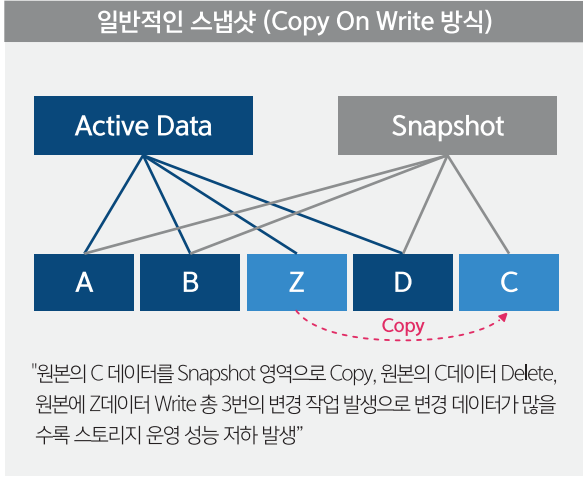 일반적인 스냅샷 (Copy On Write 방식)
Active Data
Snapshot
A
B
Z
D
C
Copy
"원본의 C 데이터를 Snapshot 영역으로 Copy, 원본의 C데이터 Delete,
원본에 Z데이터 Write 총 3번의 변경 작업 발생으로 변경 데이터가 많을
수록 스토리지 운영 성능 저하 발생”